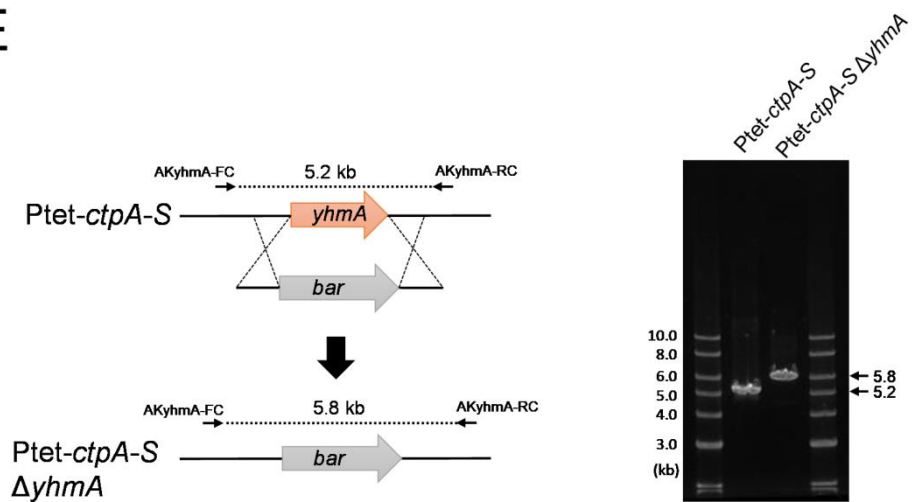 E
AKyhmA-FC
5.2 kb
AKyhmA-RC
Ptet-ctpA-S
yhmA
bar
AKyhmA-FC
5.8 kb
AKyhmA-RC
Ptet-ctpA-S
ΔyhmA
bar
Ptet-ctpA-S
Ptet-ctpA-S ΔyhmA
10.0
8.0
6.0
5.0
4.0
3.0
(kb)
5.8
5.2